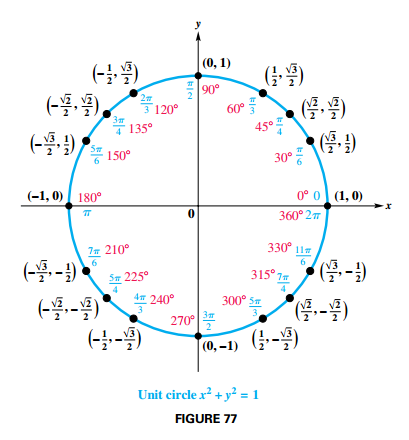 y
(0, 1)
(-1/2, √3/2) π/2 90° (1/2, √3/2)
2π/3 120° 60° π/3
(-√2/2, √2/2) 3π/4 135° 45° π/4 (√2/2, √2/2)
(-√3/2, 1/2) 5π/6 150° 30° π/6 (√3/2, 1/2)
(-1, 0) 180° 0° 0 (1, 0)
π 0 360° 2π x
7π/6 210° 330° 11π/6
(-√3/2, -1/2) 5π/4 225° 315° 7π/4 (√3/2, -1/2)
(-√2/2, -√2/2) 4π/3 240° 300° 5π/3 (√2/2, -√2/2)
270° 3π/2
(-1/2, -√3/2) (0, -1) (1/2, -√3/2)
Unit circle x² + y² = 1
FIGURE 77